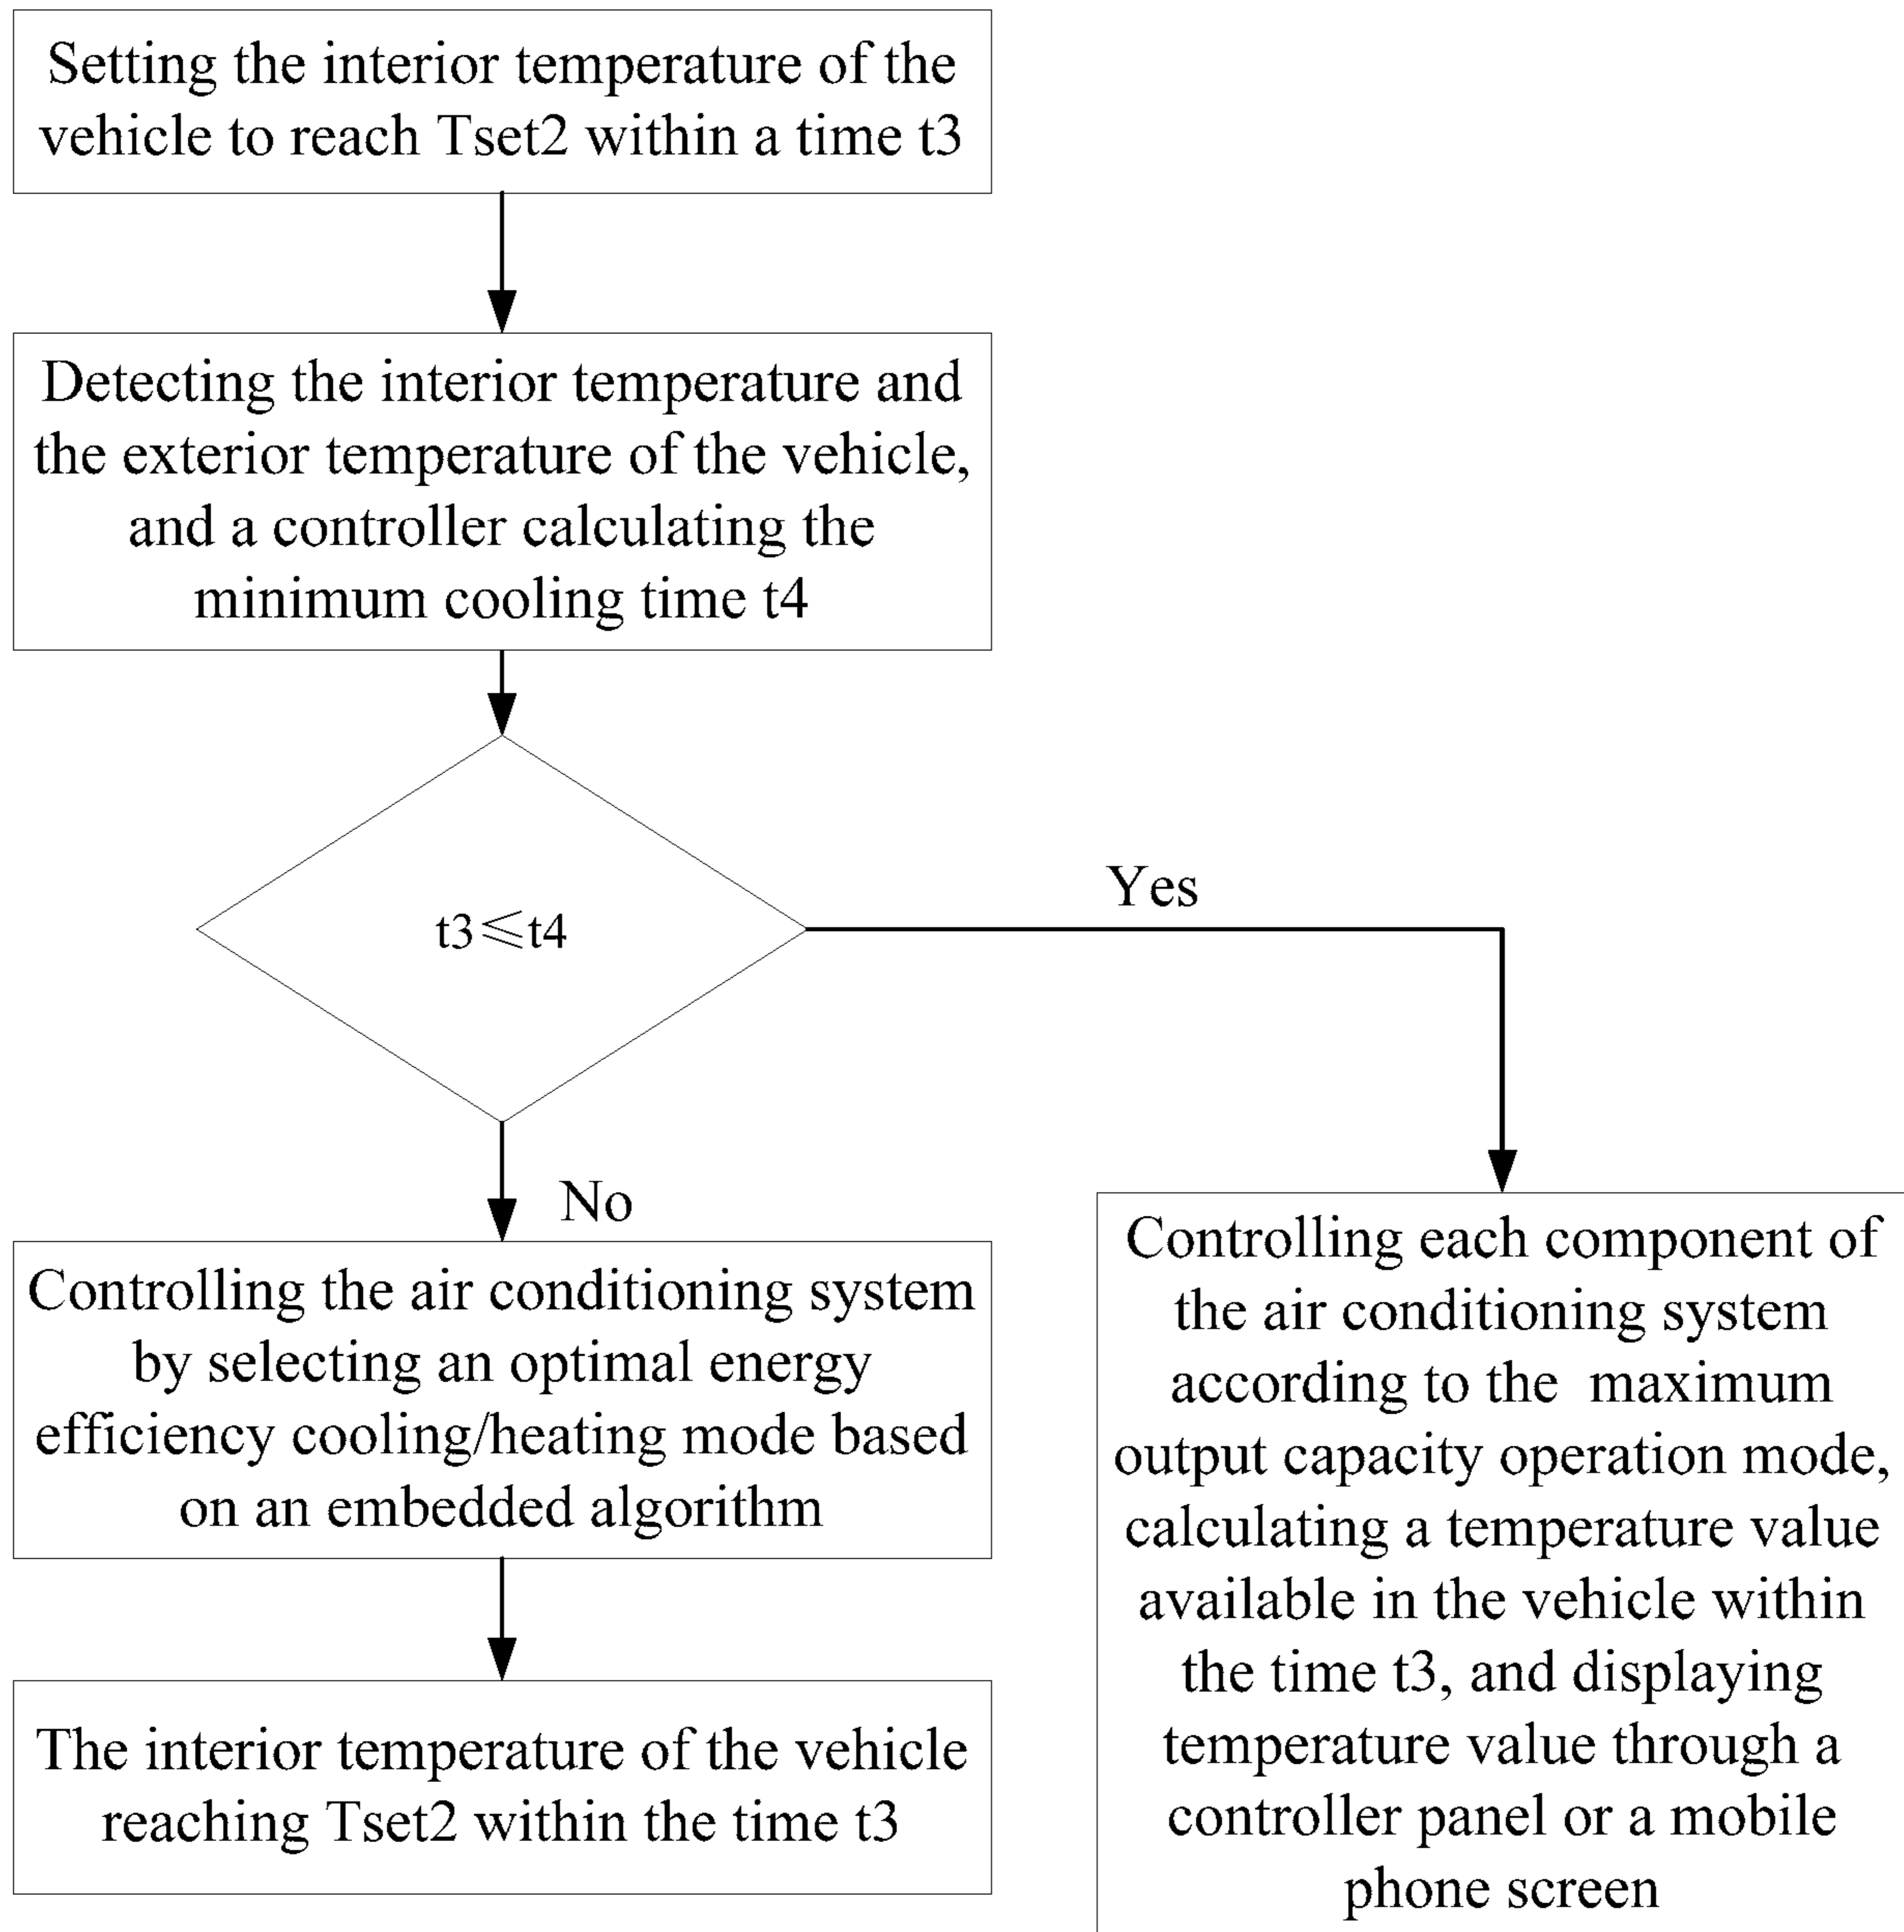 Setting the interior temperature of the
vehicle to reach Tset2 within a time t3
Detecting the interior temperature and
the exterior temperature of the vehicle,
and a controller calculating the
minimum cooling time t4
t3≤t4
Yes
No
Controlling the air conditioning system
by selecting an optimal energy
efficiency cooling/heating mode based
on an embedded algorithm
The interior temperature of the vehicle
reaching Tset2 within the time t3
Controlling each component of
the air conditioning system
according to the maximum
output capacity operation mode,
calculating a temperature value
available in the vehicle within
the time t3, and displaying
temperature value through a
controller panel or a mobile
phone screen